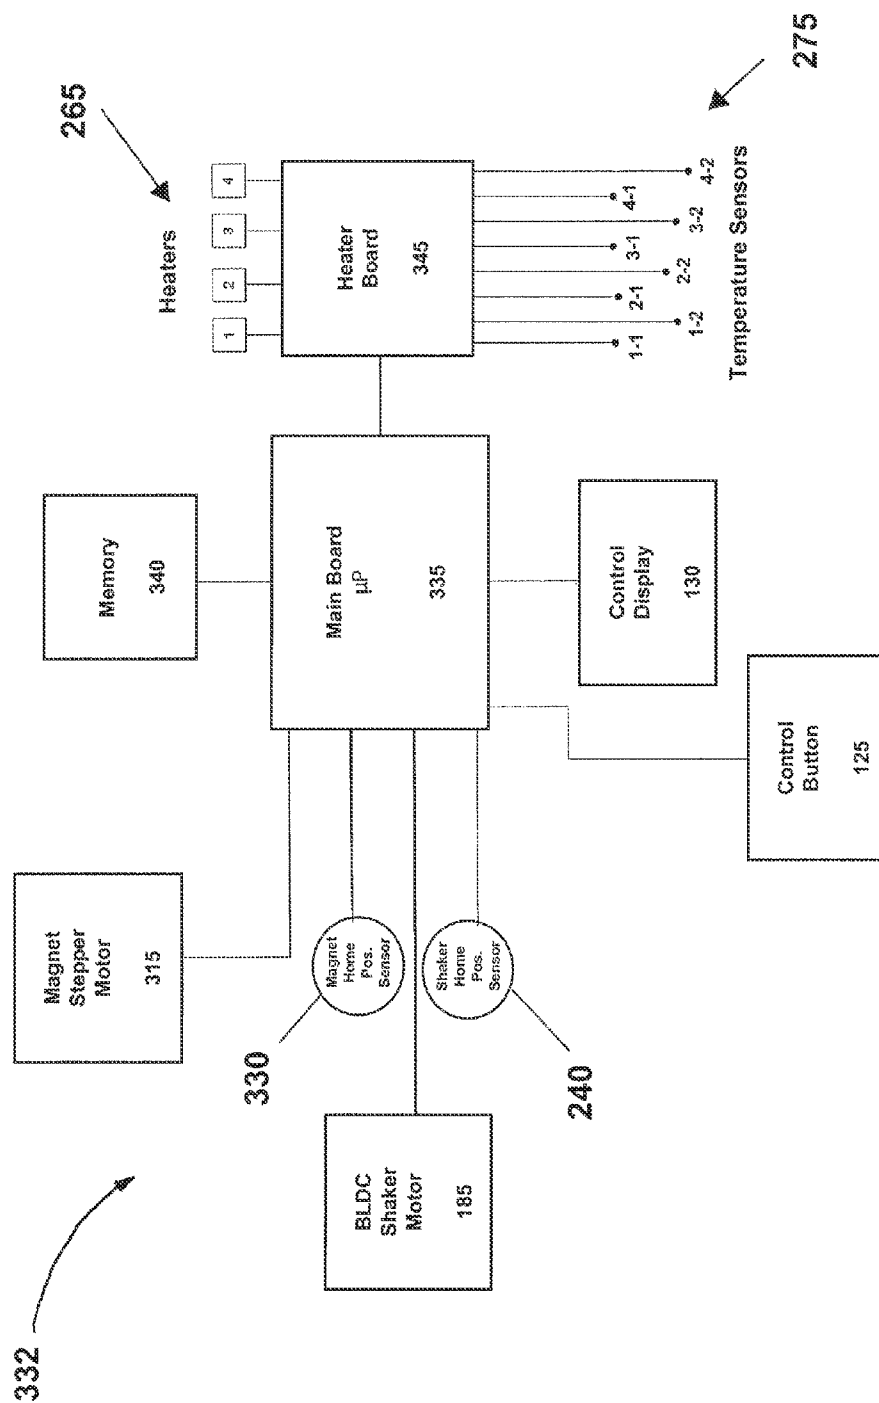 332
Magnet
Stepper
Motor
315
Memory
340
Heaters
265
1
2
3
4
BLDC
Shaker
Motor
185
330
Magnet
Home
Pos.
Sensor
240
Shaker
Home
Pos.
Sensor
Main Board
µP
335
Heater
Board
345
Control
Button
125
Control
Display
130
1-1
1-2
2-1
2-2
3-1
3-2
4-1
4-2
Temperature Sensors
275